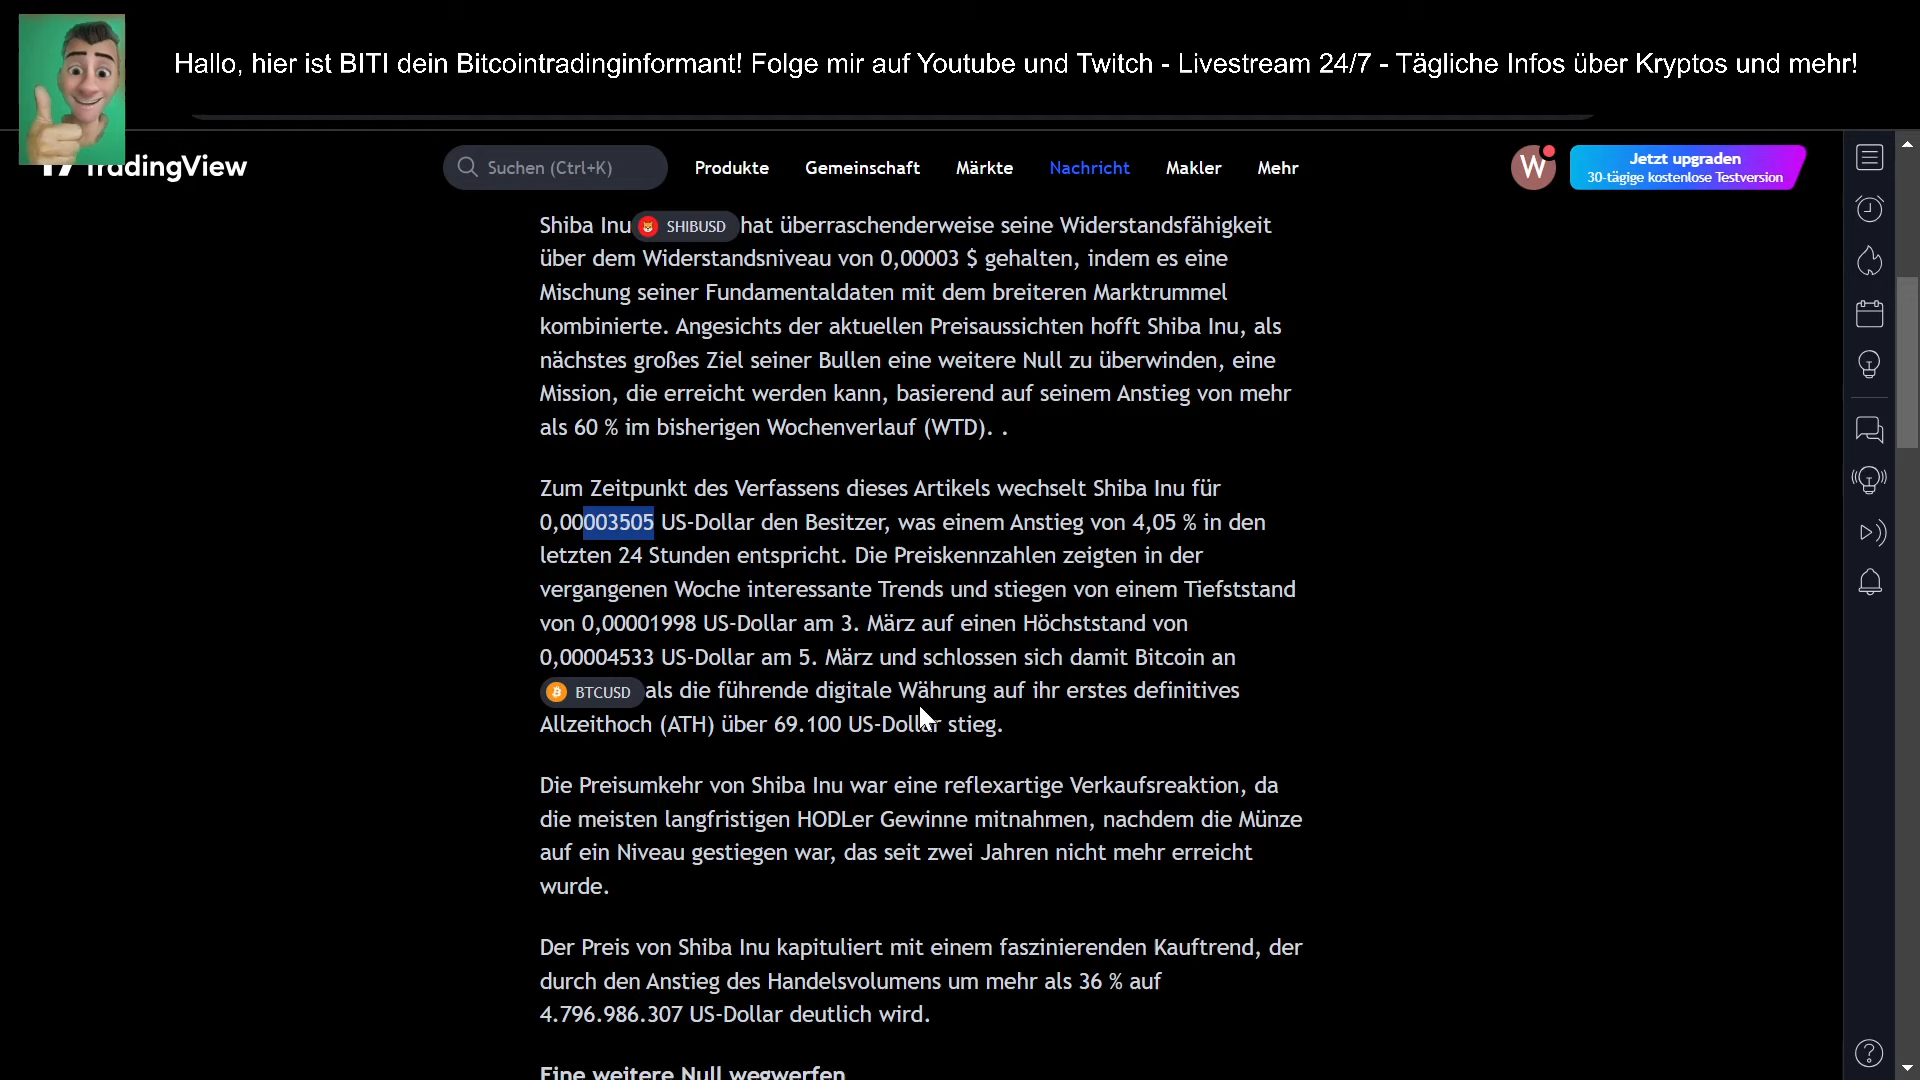 Hallo, hier ist BITI dein Bitcointradinginformant! Folge mir auf Youtube und Twitch - Livestream 24/7 - Tägliche Infos über Kryptos und mehr!
TradingView
Suchen (Ctrl+K)
Produkte
Gemeinschaft
Märkte
Nachricht
Makler
Mehr
W
Jetzt upgraden
30-tägige kostenlose Testversion
Shiba Inu SHIBUSD hat überraschenderweise seine Widerstandsfähigkeit
über dem Widerstandsniveau von 0,00003 $ gehalten, indem es eine
Mischung seiner Fundamentaldaten mit dem breiteren Marktrummel
kombinierte. Angesichts der aktuellen Preisaussichten hofft Shiba Inu, als
nächstes großes Ziel seiner Bullen eine weitere Null zu überwinden, eine
Mission, die erreicht werden kann, basierend auf seinem Anstieg von mehr
als 60 % im bisherigen Wochenverlauf (WTD). .
Zum Zeitpunkt des Verfassens dieses Artikels wechselt Shiba Inu für
0,00003505 US-Dollar den Besitzer, was einem Anstieg von 4,05 % in den
letzten 24 Stunden entspricht. Die Preiskennzahlen zeigten in der
vergangenen Woche interessante Trends und stiegen von einem Tiefststand
von 0,00001998 US-Dollar am 3. März auf einen Höchststand von
0,00004533 US-Dollar am 5. März und schlossen sich damit Bitcoin an
BTCUSD als die führende digitale Währung auf ihr erstes definitives
Allzeithoch (ATH) über 69.100 US-Dollar stieg.
Die Preisumkehr von Shiba Inu war eine reflexartige Verkaufsreaktion, da
die meisten langfristigen HODLer Gewinne mitnahmen, nachdem die Münze
auf ein Niveau gestiegen war, das seit zwei Jahren nicht mehr erreicht
wurde.
Der Preis von Shiba Inu kapituliert mit einem faszinierenden Kauftrend, der
durch den Anstieg des Handelsvolumens um mehr als 36 % auf
4.796.986.307 US-Dollar deutlich wird.
Eine weitere Null wegwerfen